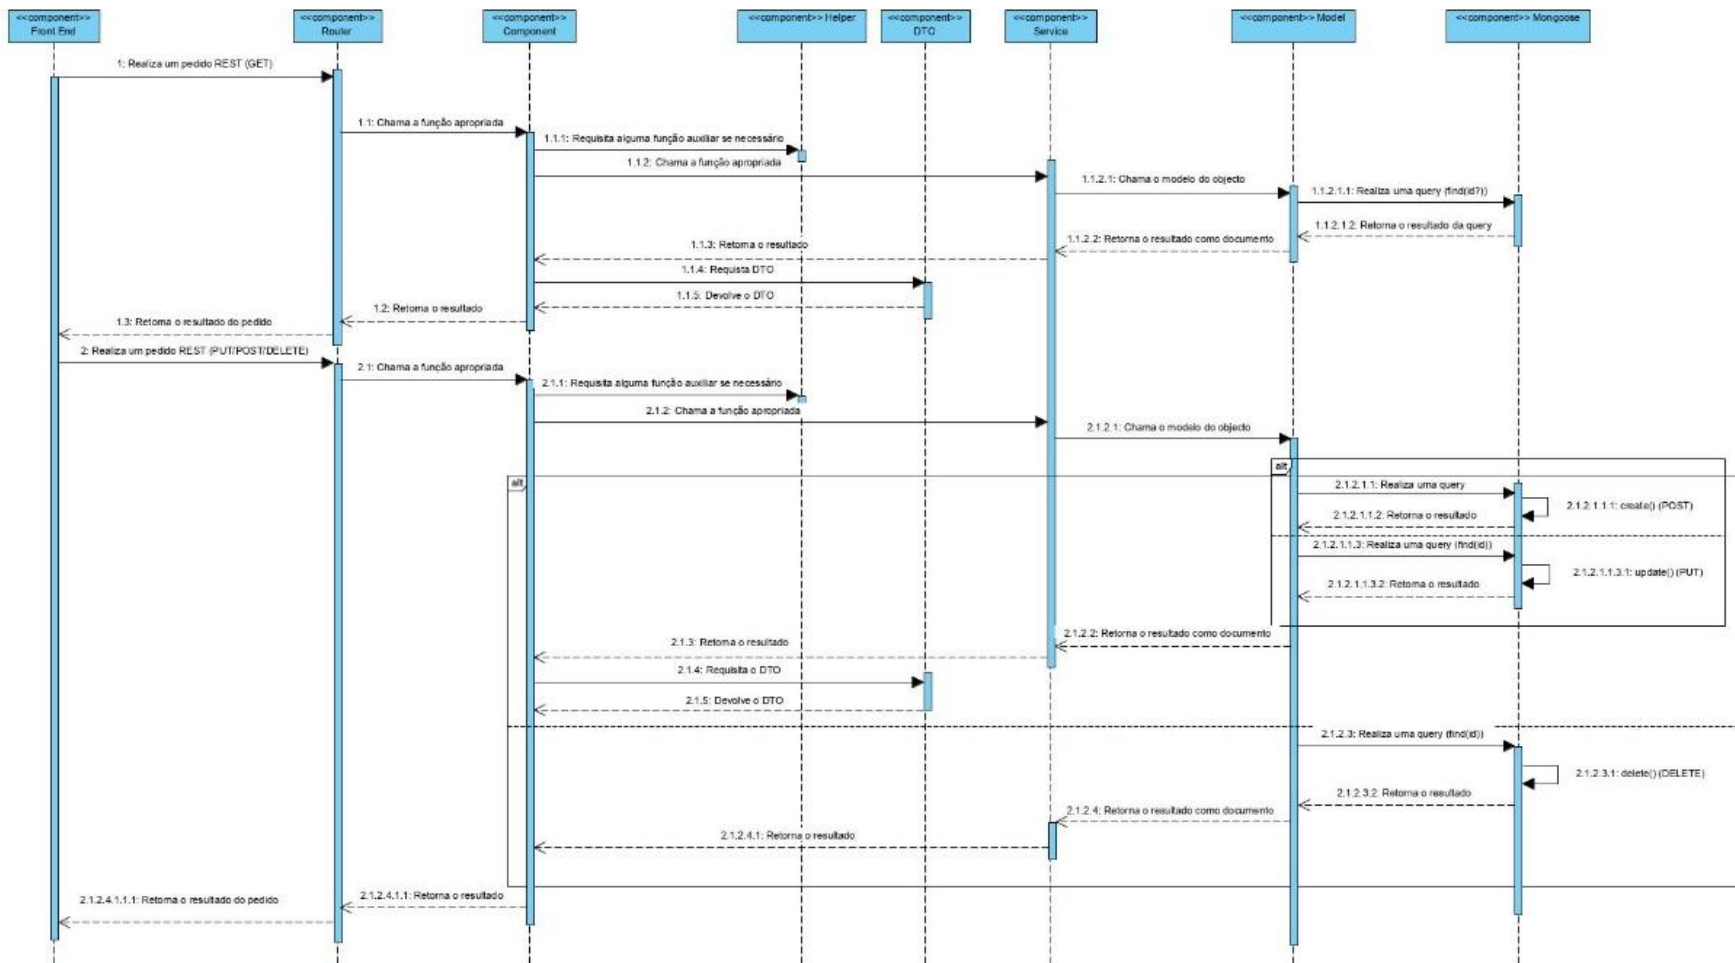 <<component>>
Front End
<<component>>
Router
<<component>>
Component
<<component>> Helper
<<component>>
DTO
<<component>>
Service
<<component>> Model
<<component>> Mongoose
1: Realiza um pedido REST (GET)
1.1: Chama a função apropriada
1.1.1: Requisita alguma função auxiliar se necessário
1.1.2: Chama a função apropriada
1.1.2.1: Chama o modelo do objecto
1.1.2.1.1: Realiza uma query (find(id?))
1.1.2.1.2: Retorna o resultado da query
1.1.2.2: Retorna o resultado como documento
1.1.3: Retorna o resultado
1.1.4: Requista DTO
1.1.5: Devolve o DTO
1.2: Retorna o resultado
1.3: Retorna o resultado do pedido
2: Realiza um pedido REST (PUT/POST/DELETE)
2.1: Chama a função apropriada
2.1.1: Requisita alguma função auxiliar se necessário
2.1.2: Chama a função apropriada
2.1.2.1: Chama o modelo do objecto
alt
alt
2.1.2.1.1: Realiza uma query
2.1.2.1.1.1: create() (POST)
2.1.2.1.1.2: Retorna o resultado
2.1.2.1.1.3: Realiza uma query (find(id))
2.1.2.1.1.3.1: update() (PUT)
2.1.2.1.1.3.2: Retorna o resultado
2.1.2.2: Retorna o resultado como documento
2.1.3: Retorna o resultado
2.1.4: Requisita o DTO
2.1.5: Devolve o DTO
2.1.2.3: Realiza uma query (find(id))
2.1.2.3.1: delete() (DELETE)
2.1.2.3.2: Retorna o resultado
2.1.2.4: Retorna o resultado como documento
2.1.2.4.1: Retorna o resultado
2.1.2.4.1.1: Retorna o resultado
2.1.2.4.1.1.1: Retorna o resultado do pedido